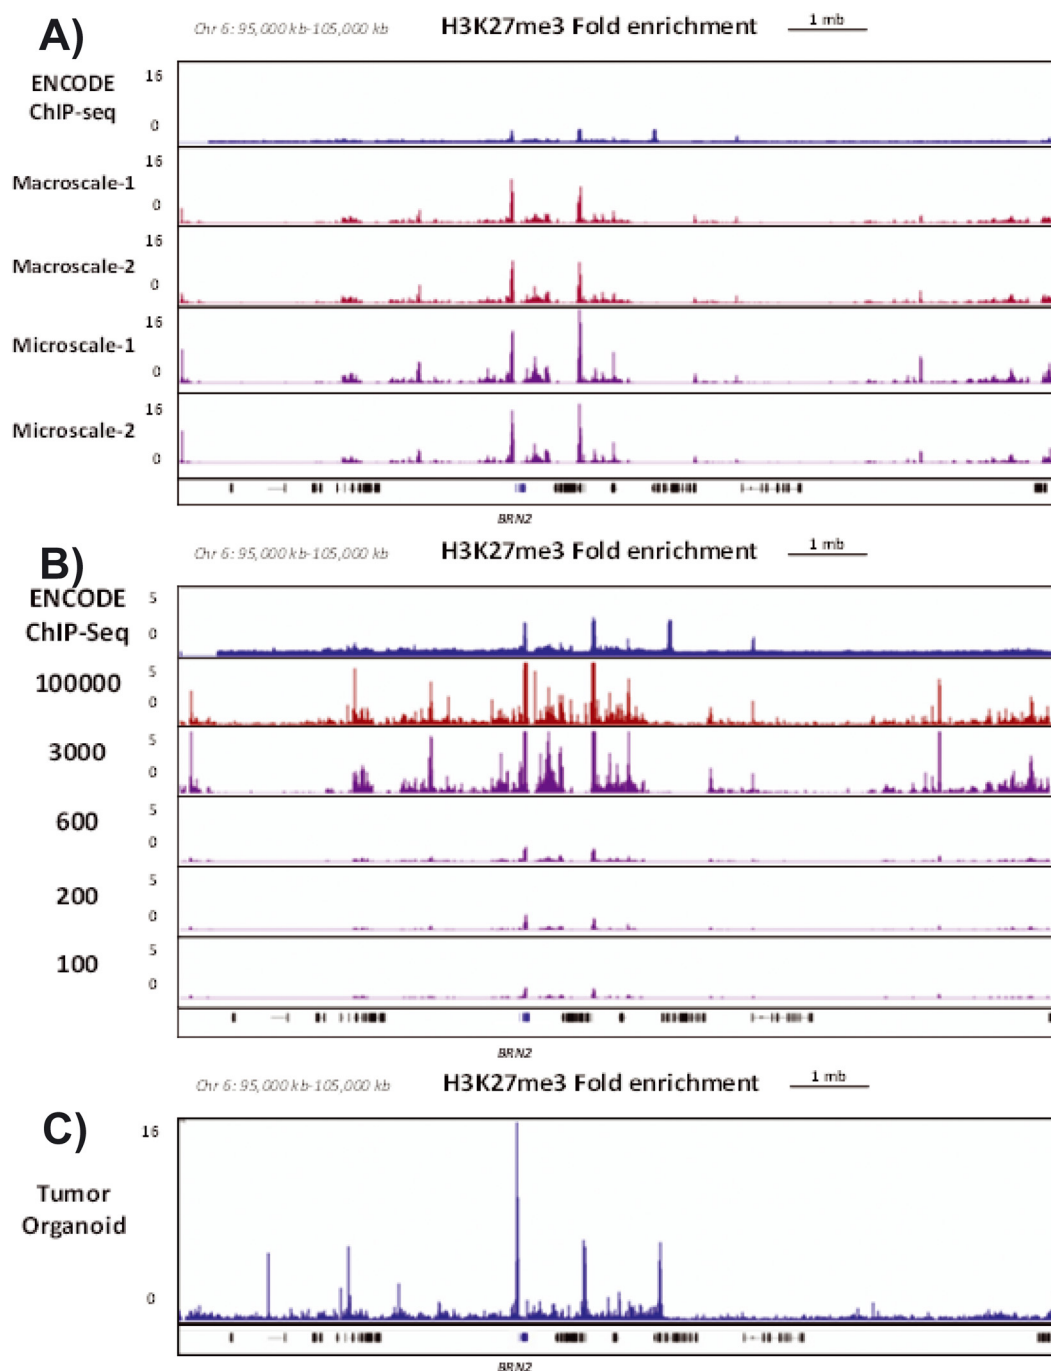 A)
Chr 6: 95,000 kb-105,000 kb H3K27me3 Fold enrichment 1 mb
ENCODE
ChIP-seq
16
0
Macroscale-1
16
0
Macroscale-2
16
0
Microscale-1
16
0
Microscale-2
16
0
BRN2
B)
Chr 6: 95,000 kb-105,000 kb H3K27me3 Fold enrichment 1 mb
ENCODE
ChIP-Seq
5
0
100000
5
0
3000
5
0
600
5
0
200
5
0
100
5
0
BRN2
C)
Chr 6: 95,000 kb-105,000 kb H3K27me3 Fold enrichment 1 mb
16
Tumor
Organoid
0
BRN2